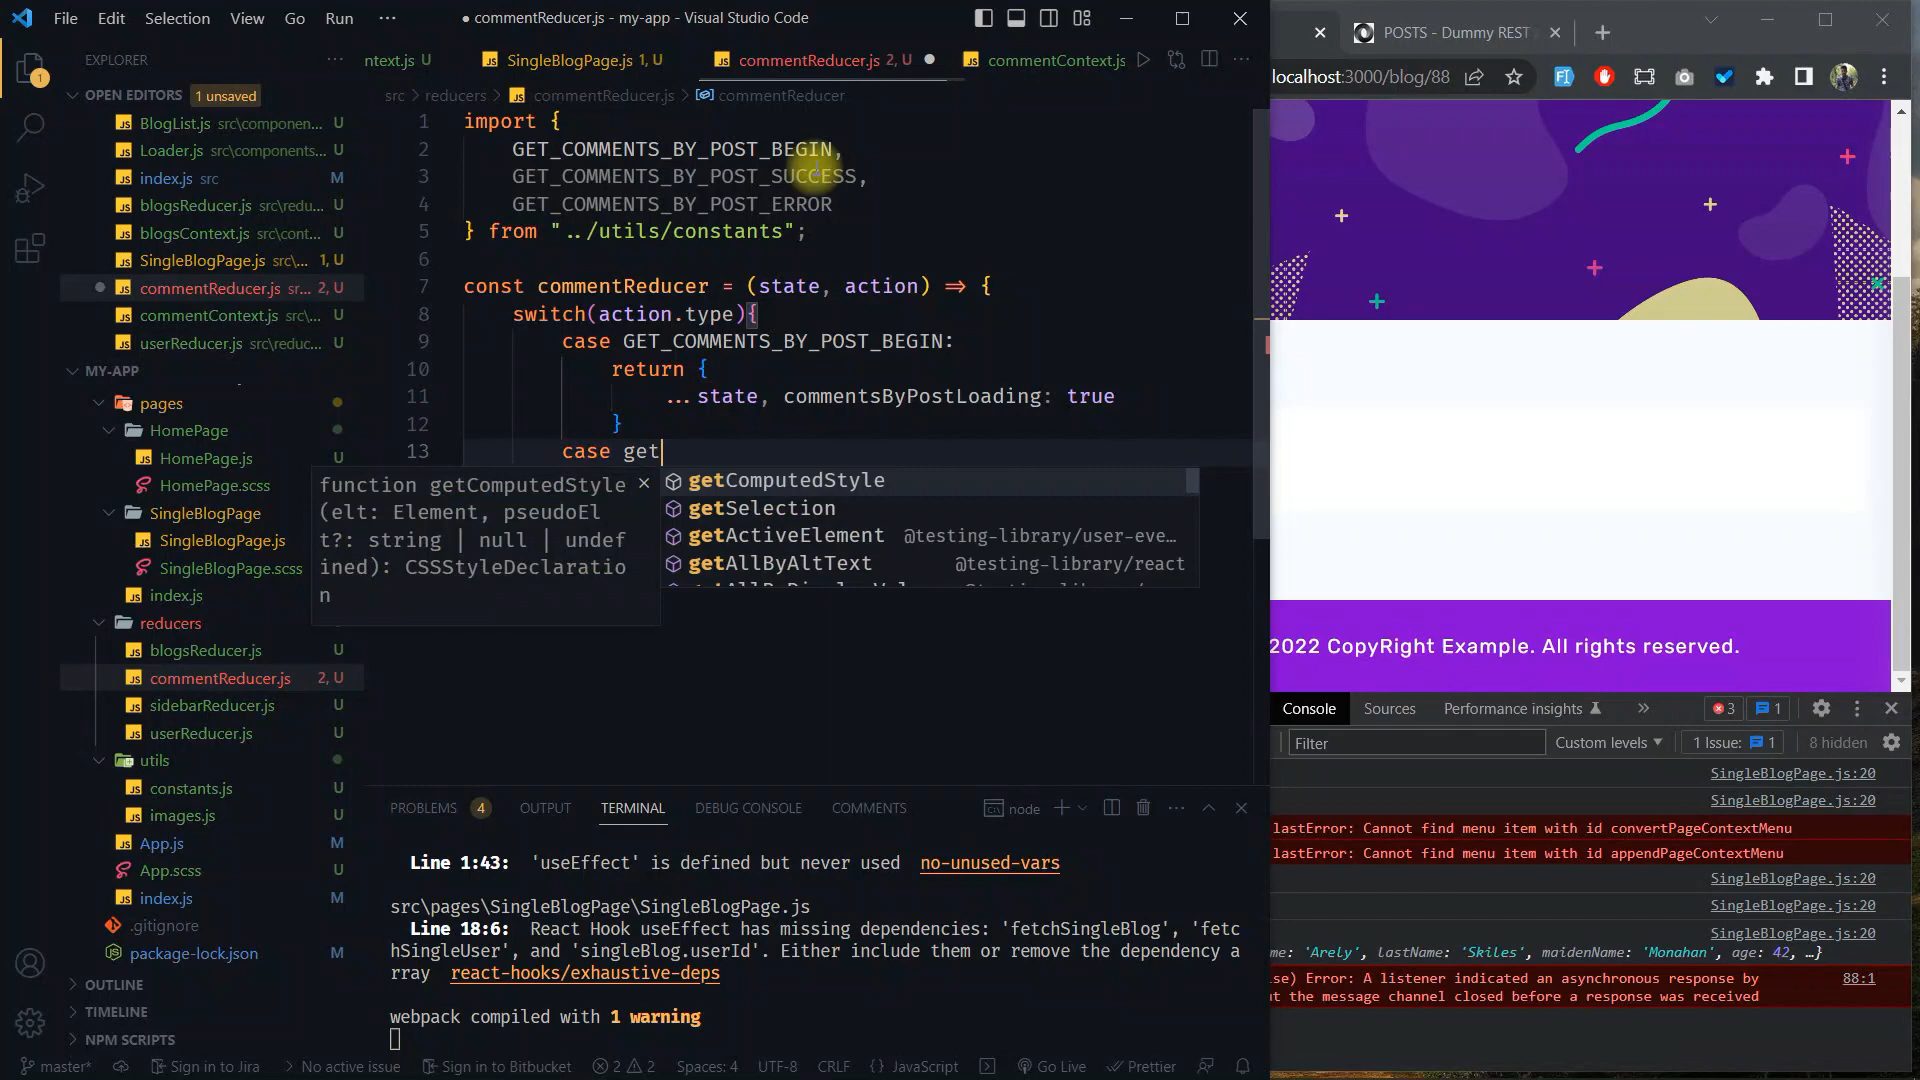 File Edit Selection View Go Run ··· ● commentReducer.js - my-app - Visual Studio Code
EXPLORER ···
OPEN EDITORS 1 unsaved
BlogList.js src\componen... U
Loader.js src\components... U
index.js src M
blogsReducer.js src\redu... U
blogsContext.js src\cont... U
SingleBlogPage.js src\... 1, U
commentReducer.js sr... 2, U
commentContext.js src\... U
userReducer.js src\reduc... U
MY-APP
pages
HomePage
HomePage.js U
HomePage.scss U
SingleBlogPage
SingleBlogPage.js 1, U
SingleBlogPage.scss U
index.js U
reducers
blogsReducer.js U
commentReducer.js 2, U
sidebarReducer.js U
userReducer.js U
utils
constants.js U
images.js U
App.js M
App.scss U
index.js M
.gitignore
package-lock.json M
OUTLINE
TIMELINE
NPM SCRIPTS
ntext.js U SingleBlogPage.js 1, U commentReducer.js 2, U ● commentContext.js
src > reducers > commentReducer.js > commentReducer
1 import {
2 GET_COMMENTS_BY_POST_BEGIN,
3 GET_COMMENTS_BY_POST_SUCCESS,
4 GET_COMMENTS_BY_POST_ERROR
5 } from "../utils/constants";
6
7 const commentReducer = (state, action) => {
8 switch(action.type){
9 case GET_COMMENTS_BY_POST_BEGIN:
10 return {
11 ...state, commentsByPostLoading: true
12 }
13 case get
function getComputedStyle
(elt: Element, pseudoEl
t?: string | null | undef
ined): CSSStyleDeclaratio
n
getComputedStyle
getSelection
getActiveElement @testing-library/user-eve...
getAllByAltText @testing-library/react
PROBLEMS 4 OUTPUT TERMINAL DEBUG CONSOLE COMMENTS node
Line 1:43: 'useEffect' is defined but never used no-unused-vars
src\pages\SingleBlogPage\SingleBlogPage.js
Line 18:6: React Hook useEffect has missing dependencies: 'fetchSingleBlog', 'fetc
hSingleUser', and 'singleBlog.userId'. Either include them or remove the dependency a
rray react-hooks/exhaustive-deps
webpack compiled with 1 warning
master* Sign in to Jira No active issue Sign in to Bitbucket 2 2 Spaces: 4 UTF-8 CRLF {} JavaScript Go Live Prettier
POSTS - Dummy REST
localhost:3000/blog/88
2022 CopyRight Example. All rights reserved.
Console Sources Performance insights 3 1
Filter Custom levels 1 Issue: 1 8 hidden
SingleBlogPage.js:20
SingleBlogPage.js:20
lastError: Cannot find menu item with id convertPageContextMenu
lastError: Cannot find menu item with id appendPageContextMenu
SingleBlogPage.js:20
SingleBlogPage.js:20
SingleBlogPage.js:20
me: 'Arely', lastName: 'Skiles', maidenName: 'Monahan', age: 42, …}
se) Error: A listener indicated an asynchronous response by 88:1
ut the message channel closed before a response was received